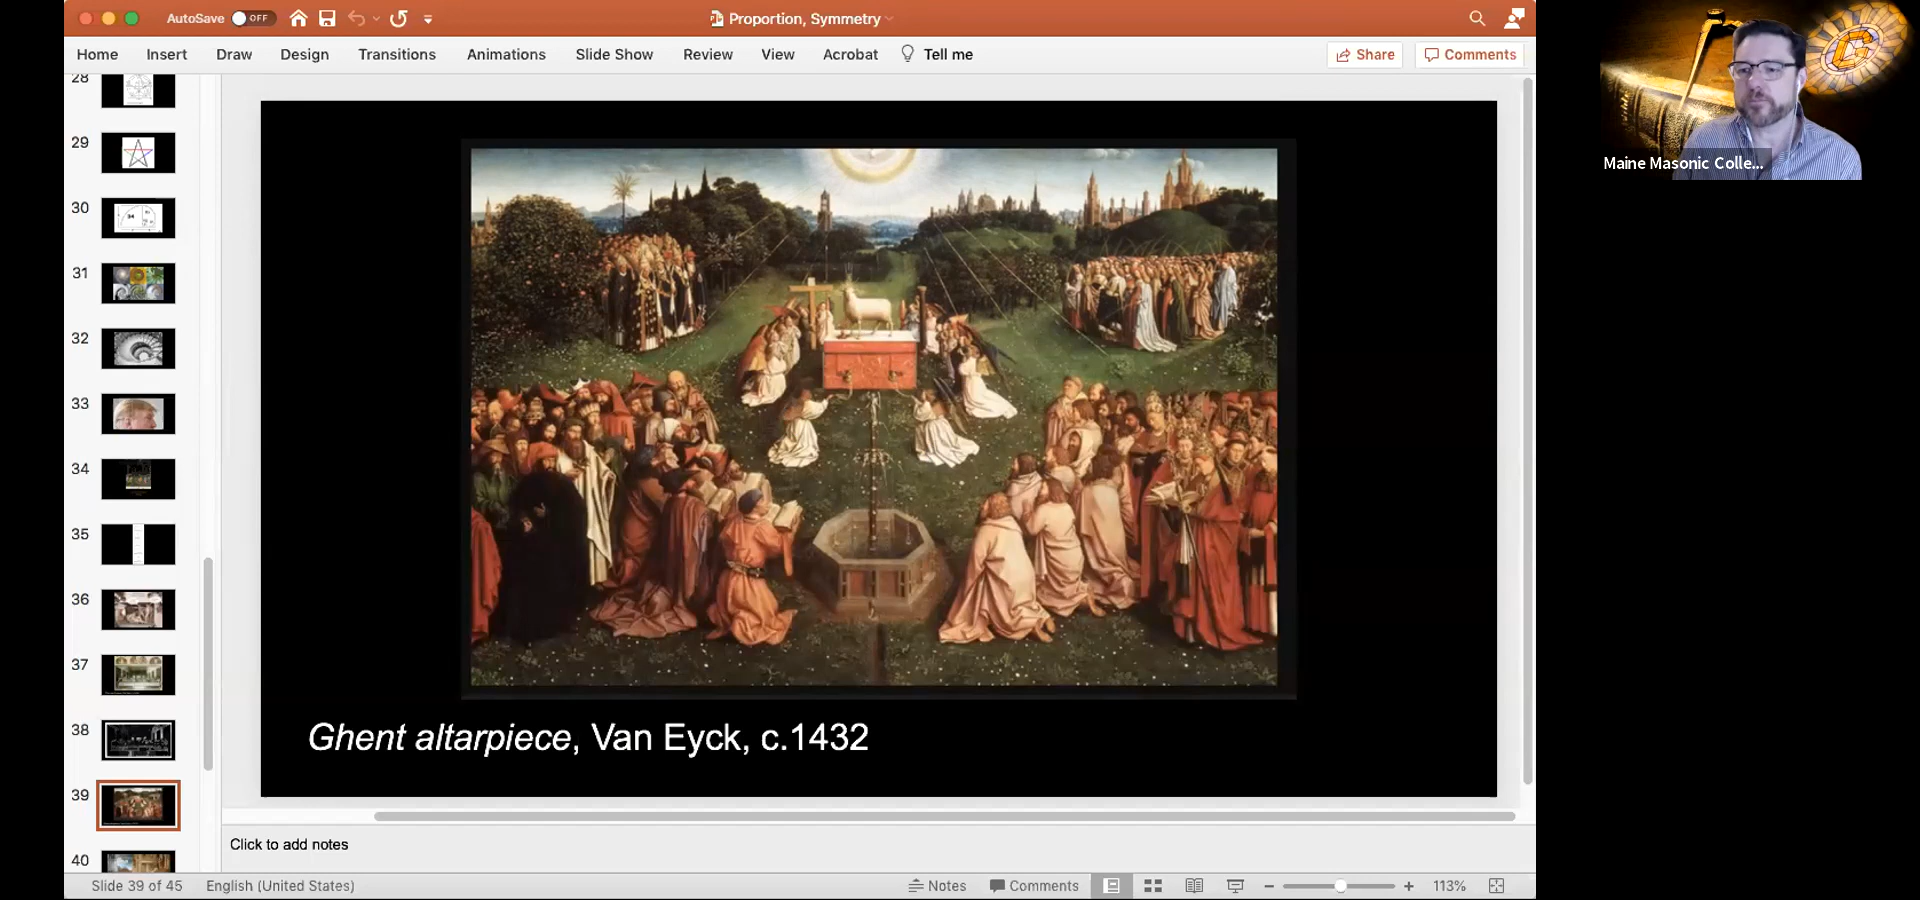 AutoSave OFF
Proportion, Symmetry
Home Insert Draw Design Transitions Animations Slide Show Review View Acrobat Tell me
Share Comments
28
29
30
31
32
33
34
35
36
37
38
39
40
Ghent altarpiece, Van Eyck, c.1432
Click to add notes
Slide 39 of 45 English (United States) Notes Comments 113%
G
Maine Masonic Colle...